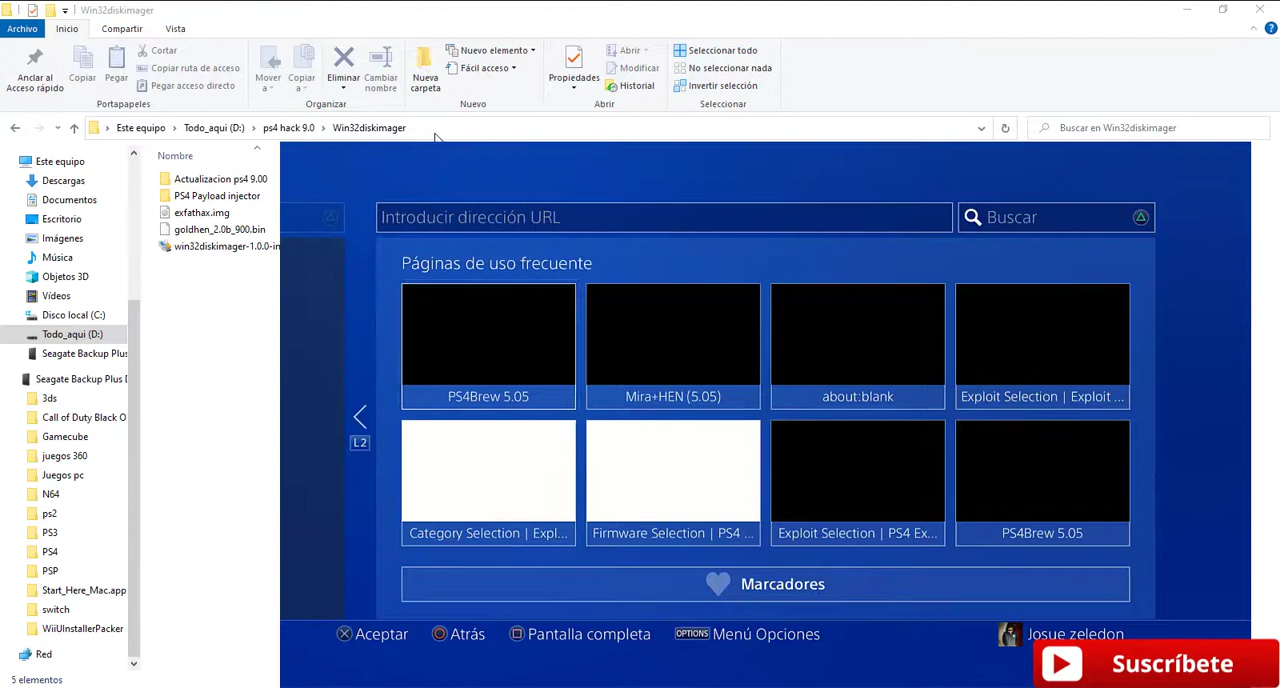 Win32diskimager
Archivo Inicio Compartir Vista
Anclar al Acceso rápido
Copiar
Pegar
Cortar
Copiar ruta de acceso
Pegar acceso directo
Portapapeles
Mover a
Copiar a
Eliminar
Cambiar nombre
Organizar
Nueva carpeta
Nuevo elemento
Fácil acceso
Nuevo
Propiedades
Abrir
Modificar
Historial
Abrir
Seleccionar todo
No seleccionar nada
Invertir selección
Seleccionar
Este equipo > Todo_aqui (D:) > ps4 hack 9.0 > Win32diskimager
Buscar en Win32diskimager
Este equipo
Descargas
Documentos
Escritorio
Imágenes
Música
Objetos 3D
Vídeos
Disco local (C:)
Todo_aqui (D:)
Seagate Backup Plus
Seagate Backup Plus D
3ds
Call of Duty Black O
Gamecube
juegos 360
Juegos pc
N64
ps2
PS3
PS4
PSP
Start_Here_Mac.app
switch
WiiUInstallerPacker
Red
5 elementos
Nombre
Actualizacion ps4 9.00
PS4 Payload injector
exfathax.img
goldhen_2.0b_900.bin
win32diskimager-1.0.0-in
Introducir dirección URL
Buscar
Páginas de uso frecuente
PS4Brew 5.05
Mira+HEN (5.05)
about:blank
Exploit Selection | Exploit ...
L2
Category Selection | Expl...
Firmware Selection | PS4 ...
Exploit Selection | PS4 Ex...
PS4Brew 5.05
Marcadores
Aceptar
Atrás
Pantalla completa
OPTIONS Menú Opciones
Josue zeledon
Suscríbete